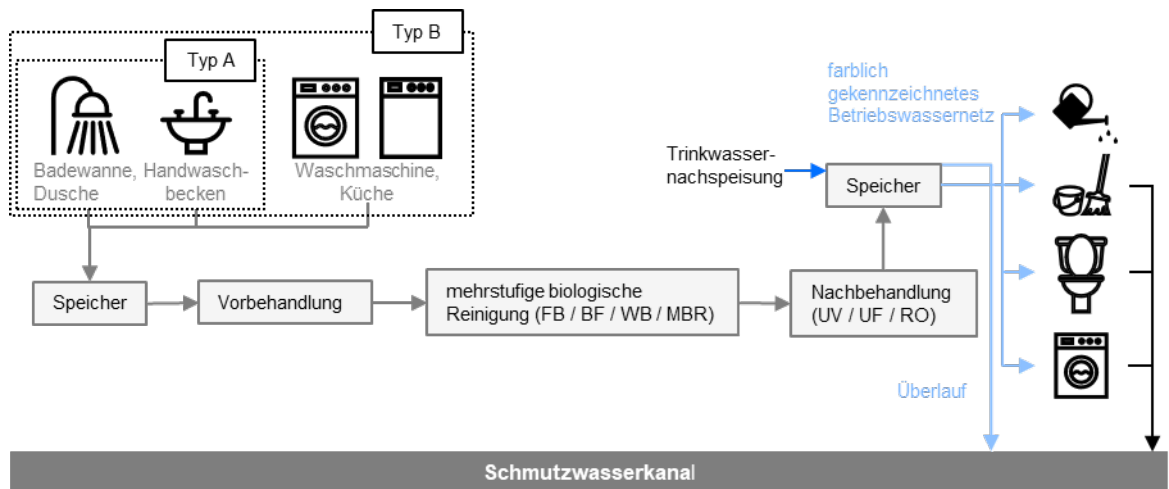 Typ B
Typ A
Badewanne,
Dusche
Handwasch-
becken
Waschmaschine,
Küche
farblich
gekennzeichnetes
Betriebswassernetz
Trinkwasser-
nachspeisung
Speicher
Speicher
Vorbehandlung
mehrstufige biologische
Reinigung (FB / BF / WB / MBR)
Nachbehandlung
(UV / UF / RO)
Überlauf
Schmutzwasserkanal